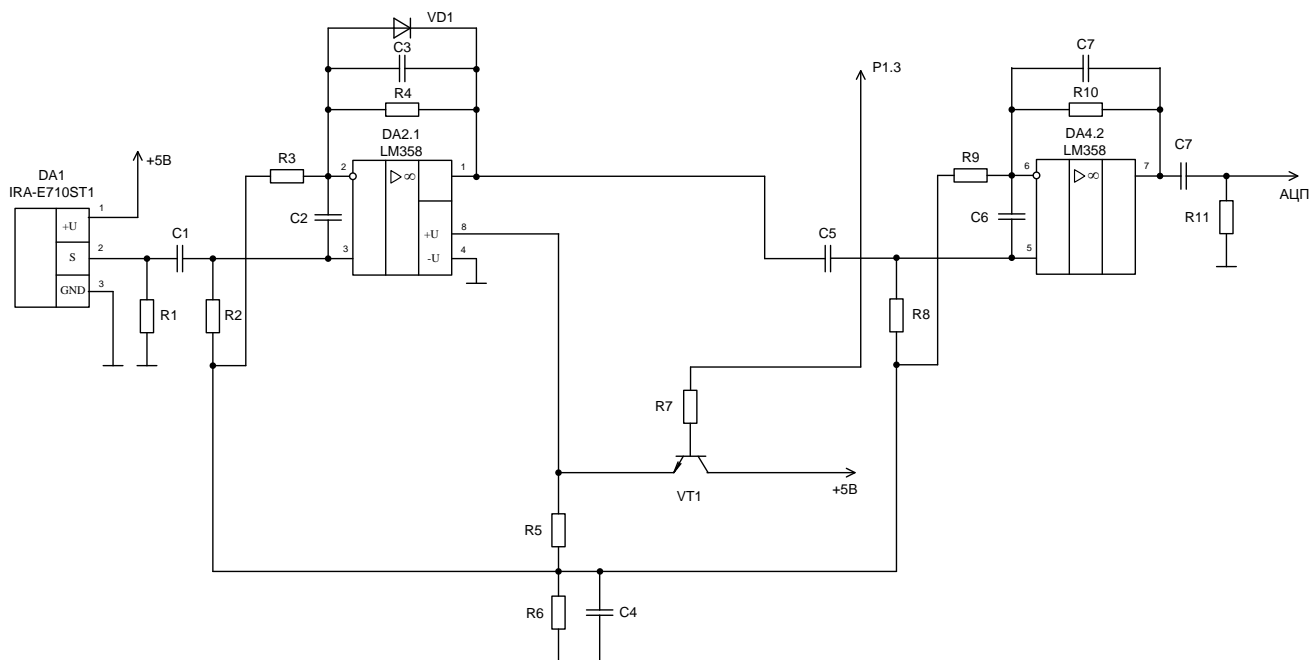 VD1
C3
R4
DA2.1
LM358
C7
R10
DA4.2
LM358
P1.3
+5В
DA1
IRA-E710ST1
R3
2
1
▷∞
R9
6
7
▷∞
C7
АЦП
1
+U
2
S
3
GND
C1
C2
3
8
+U
4
-U
C5
C6
5
R11
R1
R2
R8
R7
VT1
+5В
R5
R6
C4